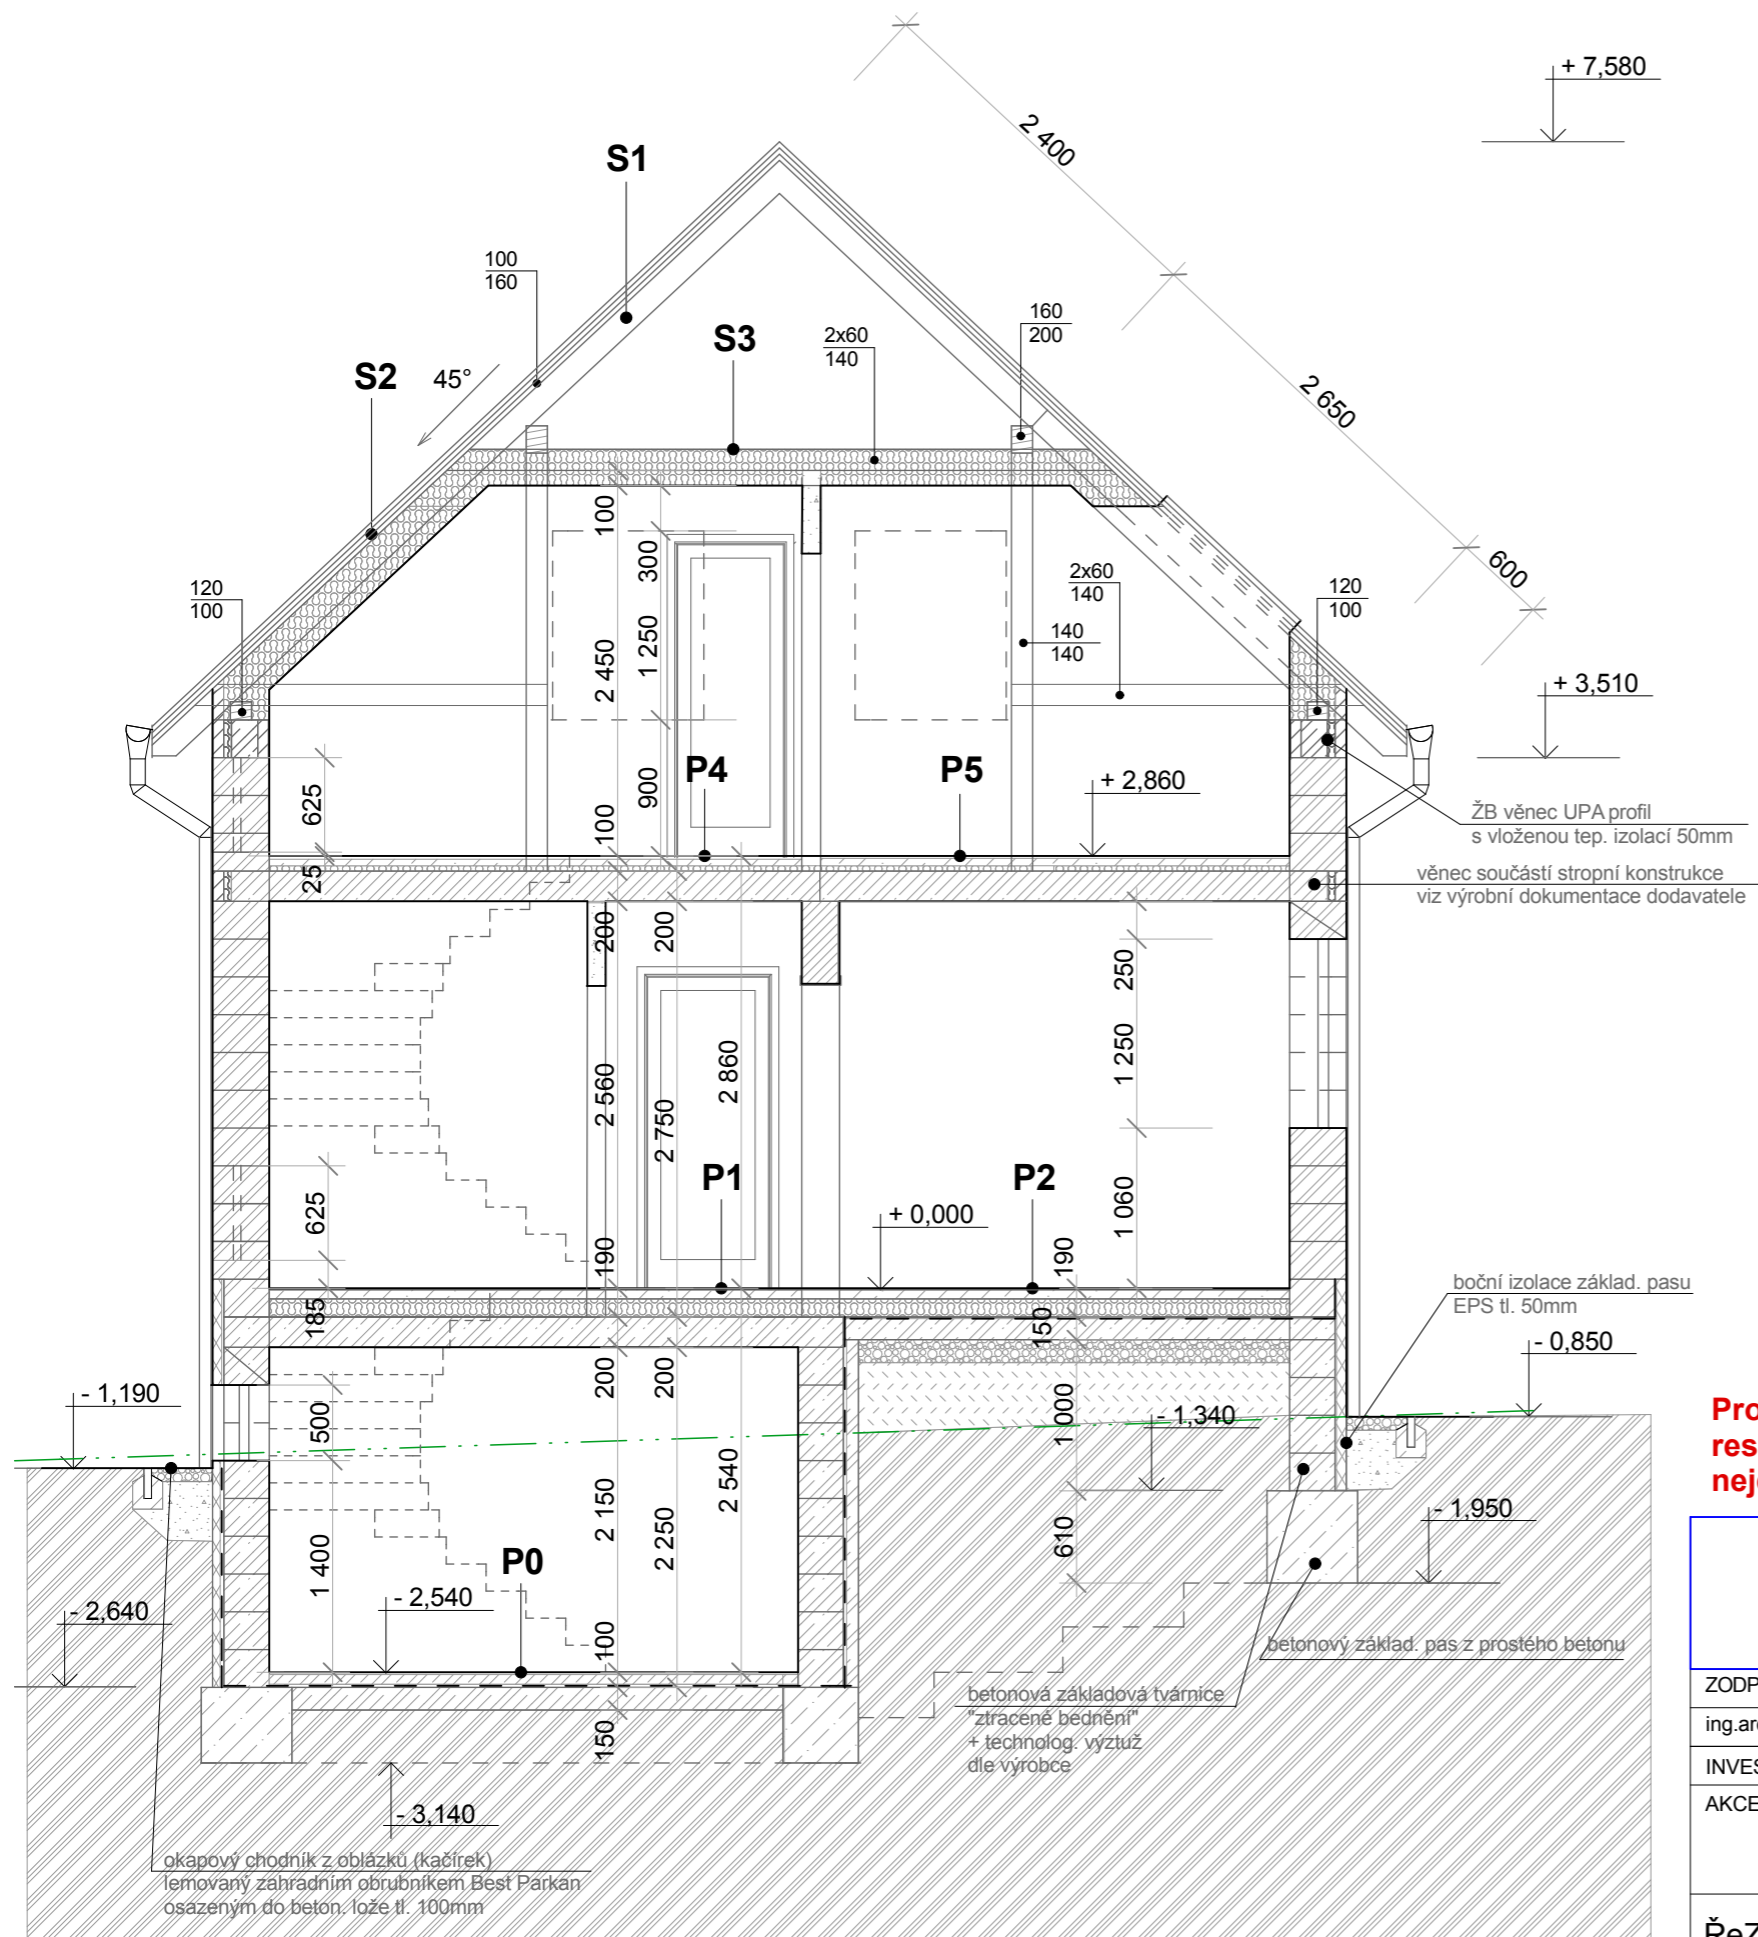 + 7,580
2 400
S1
100
160
S3
2x60
140
160
200
S2
45°
2 650
600
120
100
100
300
2x60
140
120
100
140
140
1 250
2 450
+ 3,510
P4
P5
+ 2,860
625
900
100
25
ŽB věnec UPA profil
s vloženou tep. izolací 50mm
věnec součástí stropní konstrukce
viz výrobní dokumentace dodavatele
200
200
250
1 250
2 560
2 860
2 750
P1
P2
625
+ 0,000
1 060
190
190
185
150
boční izolace základ. pasu
EPS tl. 50mm
- 0,850
- 1,190
200
200
500
1 000
- 1,340
2 150
2 540
2 250
610
- 1,950
1 400
P0
- 2,540
- 2,640
100
betonový základ. pas z prostého betonu
betonová základová tvárnice
"ztracené bednění"
+ technolog. výztuž
dle výrobce
150
- 3,140
okapový chodník z oblázků (kačírek)
lemovaný zahradním obrubníkem Best Parkan
osazeným do beton. lože tl. 100mm
Pro
res
nej
ZODP
ing.ar
INVES
AKCE
ŘeZ